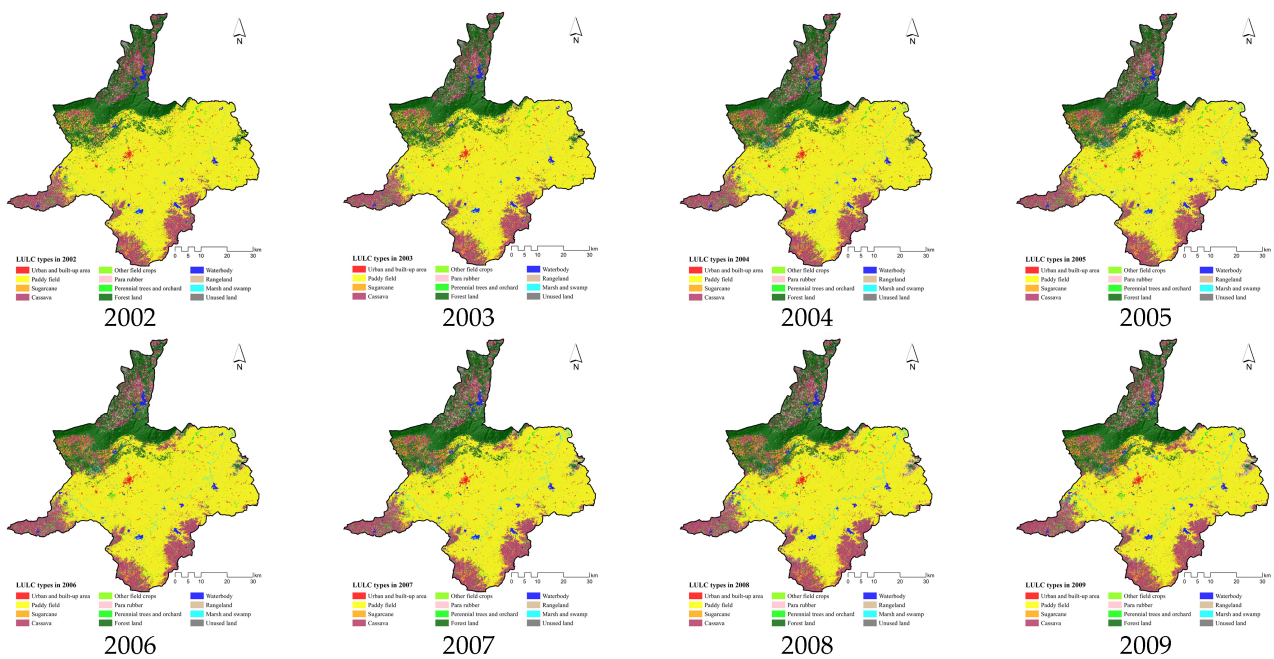 N N N N
km km km km
0 5 10 20 30 0 5 10 20 30 0 5 10 20 30 0 5 10 20 30
LULC types in 2002 LULC types in 2003 LULC types in 2004 LULC types in 2005
Urban and built-up area Other field crops Waterbody Urban and built-up area Other field crops Waterbody Urban and built-up area Other field crops Waterbody Urban and built-up area Other field crops Waterbody
Paddy field Para rubber Rangeland Paddy field Para rubber Rangeland Paddy field Para rubber Rangeland Paddy field Para rubber Rangeland
Sugarcane Perennial trees and orchard Marsh and swamp Sugarcane Perennial trees and orchard Marsh and swamp Sugarcane Perennial trees and orchard Marsh and swamp Sugarcane Perennial trees and orchard Marsh and swamp
Cassava Forest land Unused land Cassava Forest land Unused land Cassava Forest land Unused land Cassava Forest land Unused land
2002 2003 2004 2005
N N N N
km km km km
0 5 10 20 30 0 5 10 20 30 0 5 10 20 30 0 5 10 20 30
LULC types in 2006 LULC types in 2007 LULC types in 2008 LULC types in 2009
Urban and built-up area Other field crops Waterbody Urban and built-up area Other field crops Waterbody Urban and built-up area Other field crops Waterbody Urban and built-up area Other field crops Waterbody
Paddy field Para rubber Rangeland Paddy field Para rubber Rangeland Paddy field Para rubber Rangeland Paddy field Para rubber Rangeland
Sugarcane Perennial trees and orchard Marsh and swamp Sugarcane Perennial trees and orchard Marsh and swamp Sugarcane Perennial trees and orchard Marsh and swamp Sugarcane Perennial trees and orchard Marsh and swamp
Cassava Forest land Unused land Cassava Forest land Unused land Cassava Forest land Unused land Cassava Forest land Unused land
2006 2007 2008 2009